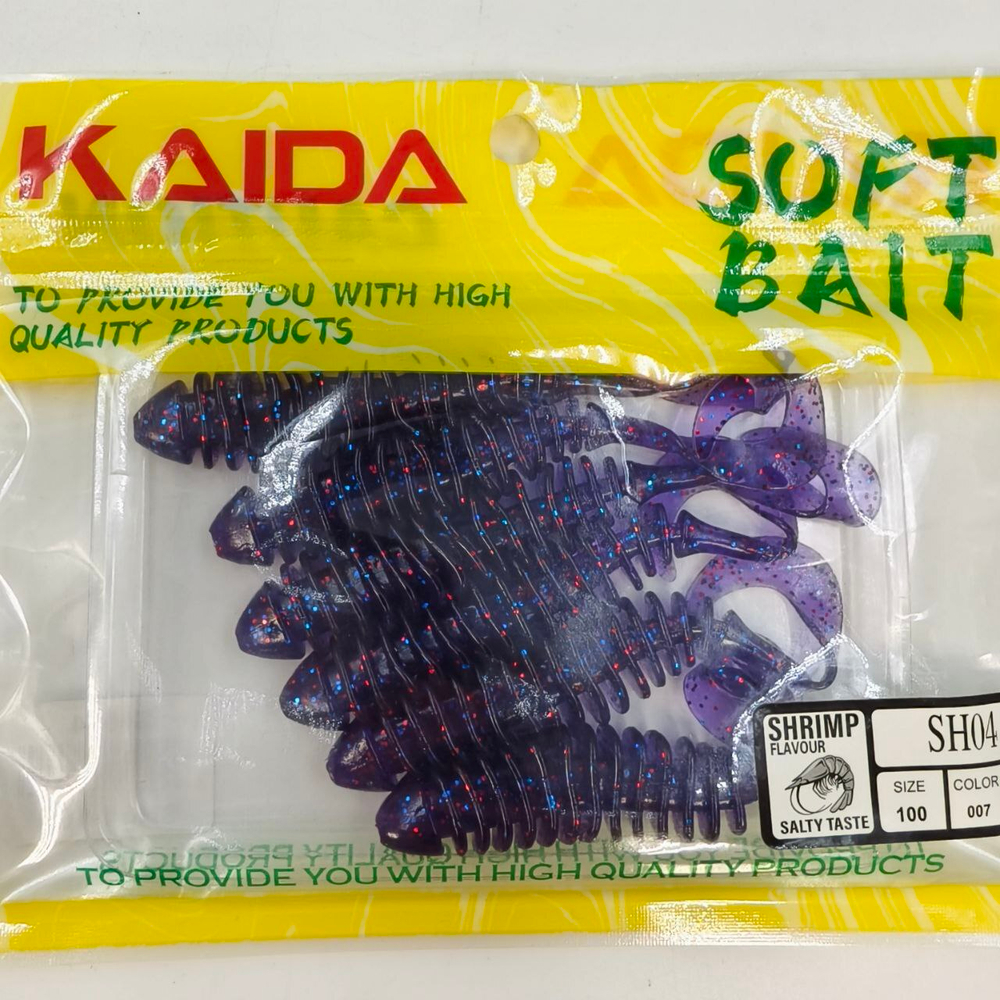 KAIDA
SOFT
BAIT
TO PROVIDE YOU WITH HIGH
QUALITY PRODUCTS
SHRIMP
FLAVOUR
SALTY TASTE
SH04
SIZE
100
COLOR
007
TO PROVIDE YOU WITH HIGH QUALITY PRODUCTS